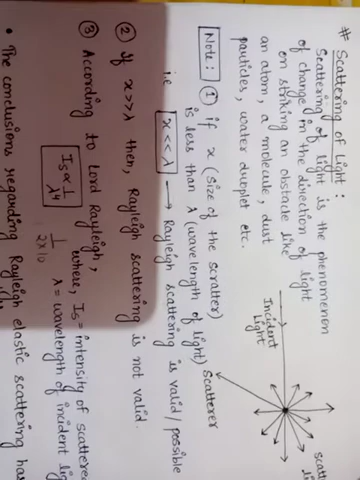 # Scattering of Light :
Scattering of light is the phenomenon
of change in the direction of light
on striking an obstacle like
an atom, a molecule, dust
particles, water droplet etc.
Incident
Light
Scatterer
Note: ① if x (size of the scratter)
is less than λ (wavelength of light)
i.e x<<λ → Rayleigh scattering is valid/possible
② If x>>λ then, Rayleigh scattering is not valid.
③ According to Lord Rayleigh,
Is ∝ 1/λ⁴ where, Is = intensity of scattere
λ = wavelength of incident lig
• The conclusions regarding Rayleigh elastic scattering has